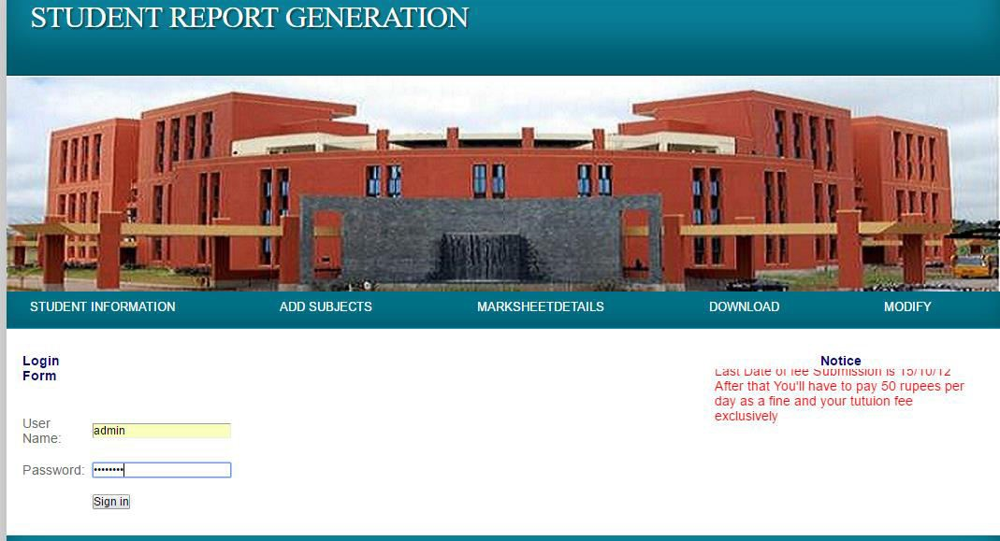 STUDENT REPORT GENERATION
STUDENT INFORMATION ADD SUBJECTS MARKSHEETDETAILS DOWNLOAD MODIFY
Login
Form
User
Name: admin
Password: ••••••••
Sign in
Notice
Last Date of fee Submission is 15/10/12
After that You'll have to pay 50 rupees per
day as a fine and your tutuion fee
exclusively